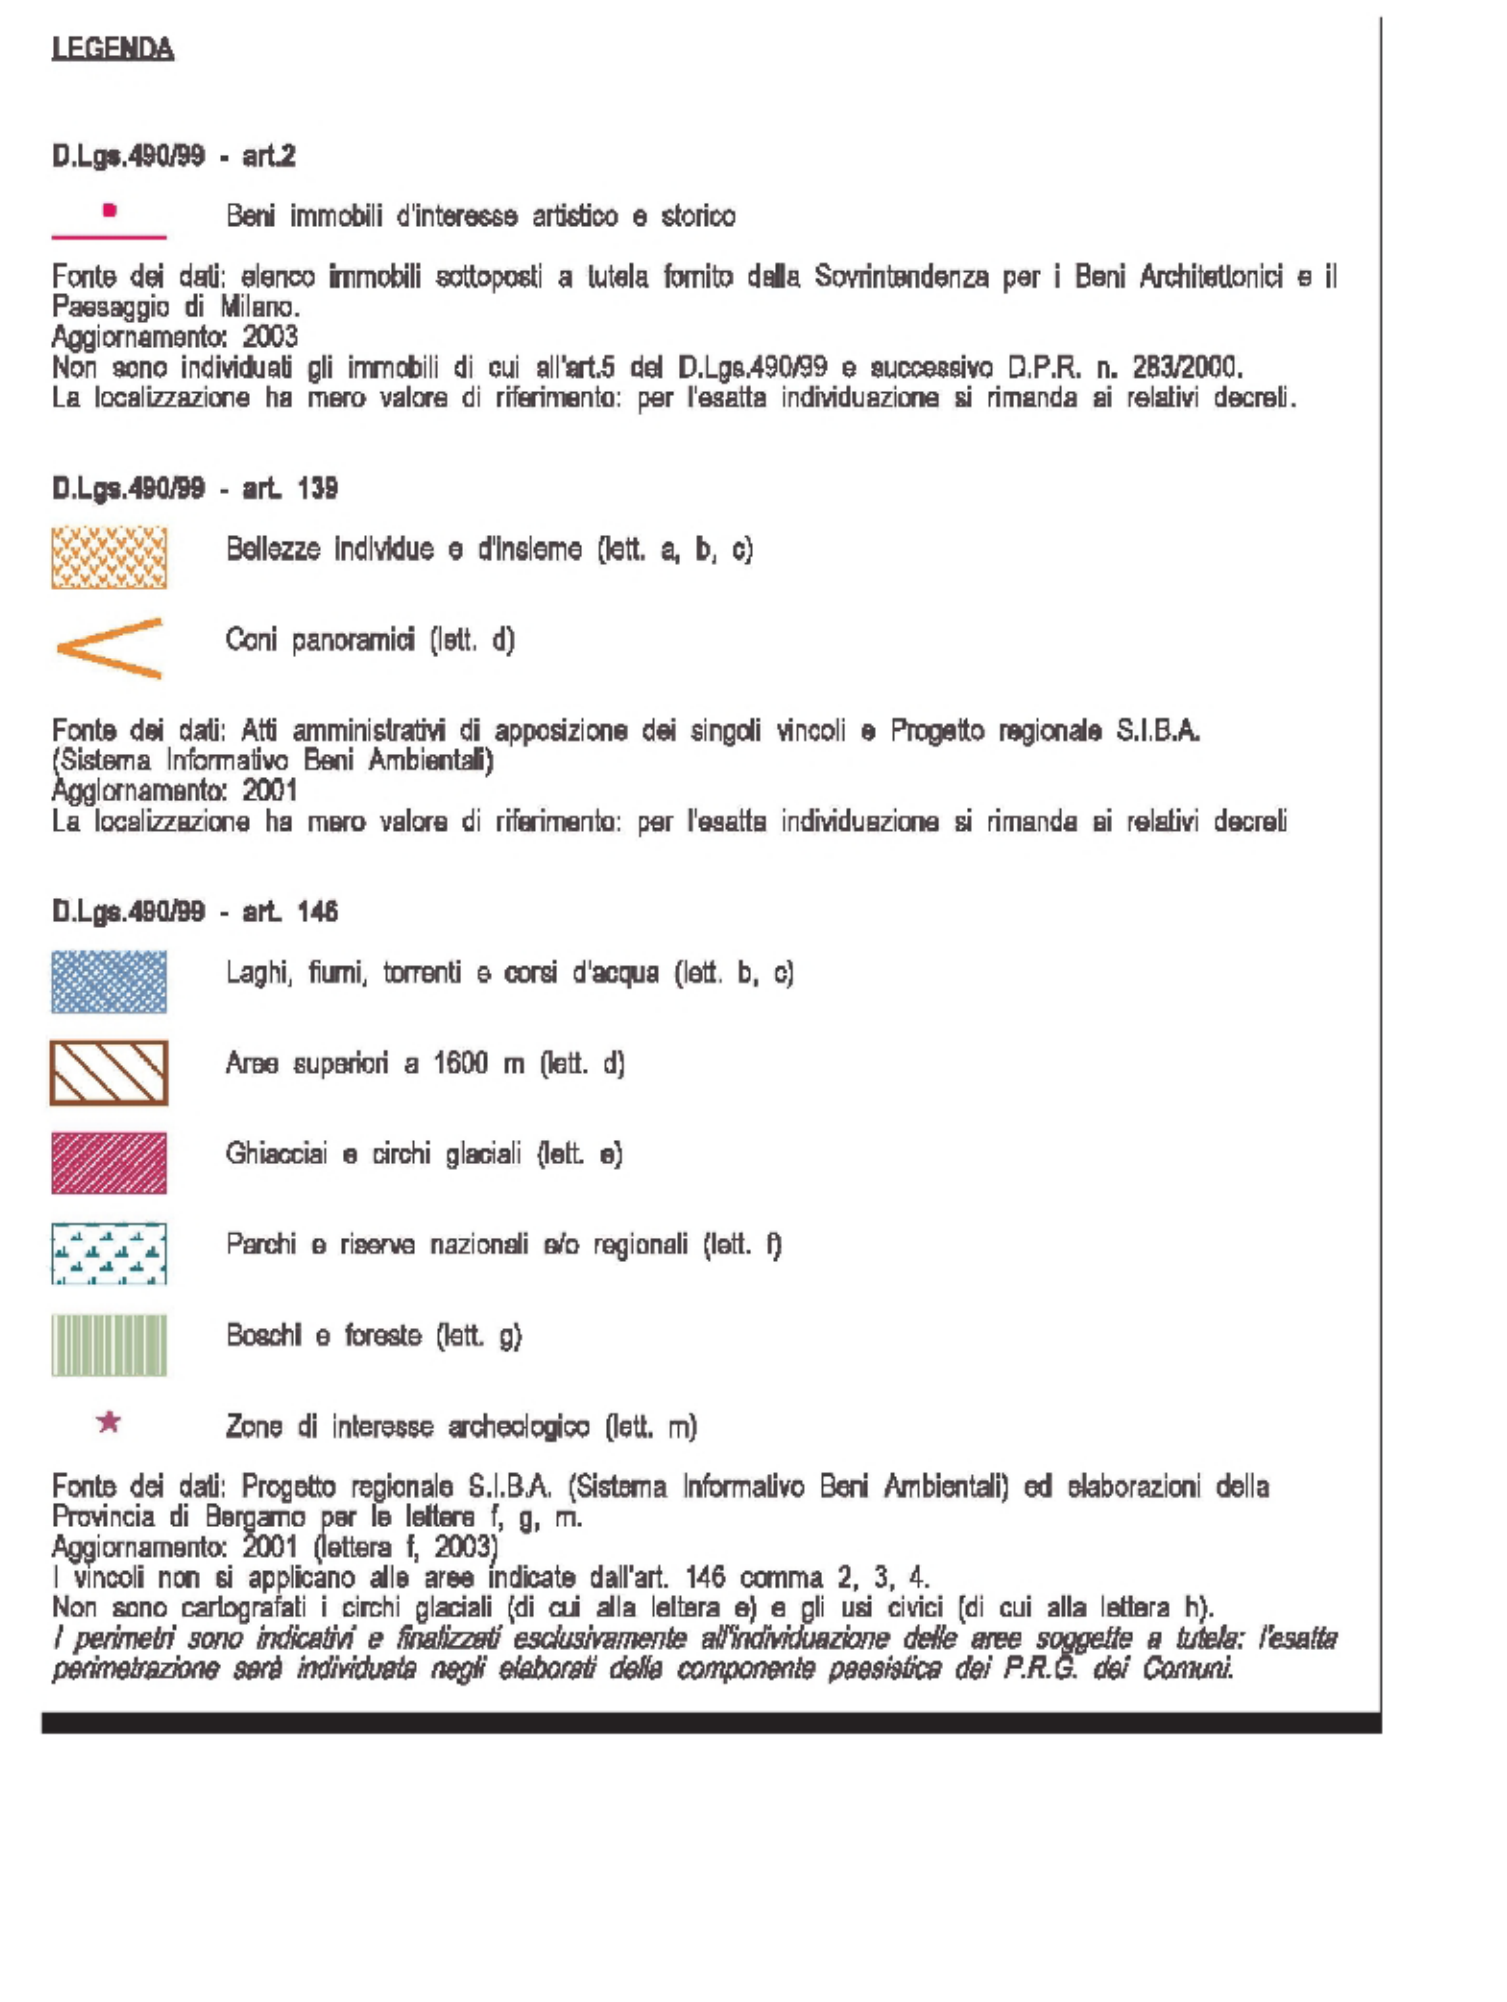 LEGENDA
D.Lgs.490/99 - art.2
Beni immobili d'interesse artistico e storico
Fonte dei dati: elenco immobili sottoposti a tutela fornito dalla Sovrintendenza per i Beni Architettonici e il
Paesaggio di Milano.
Aggiornamento: 2003
Non sono individuati gli immobili di cui all'art.5 del D.Lgs.490/99 e successivo D.P.R. n. 283/2000.
La localizzazione ha mero valore di riferimento: per l'esatta individuazione si rimanda ai relativi decreti.
D.Lgs.490/99 - art. 139
Bellezze individue e d'insieme (lett. a, b, c)
Coni panoramici (lett. d)
Fonte dei dati: Atti amministrativi di apposizione dei singoli vincoli e Progetto regionale S.I.B.A.
(Sistema Informativo Beni Ambientali)
Aggiornamento: 2001
La localizzazione ha mero valore di riferimento: per l'esatta individuazione si rimanda ai relativi decreti
D.Lgs.490/99 - art. 146
Laghi, fiumi, torrenti e corsi d'acqua (lett. b, c)
Aree superiori a 1600 m (lett. d)
Ghiacciai e circhi glaciali (lett. e)
Parchi e riserve nazionali e/o regionali (lett. f)
Boschi e foreste (lett. g)
Zone di interesse archeologico (lett. m)
Fonte dei dati: Progetto regionale S.I.B.A. (Sistema Informativo Beni Ambientali) ed elaborazioni della
Provincia di Bergamo per le lettere f, g, m.
Aggiornamento: 2001 (lettera f, 2003)
I vincoli non si applicano alle aree indicate dall'art. 146 comma 2, 3, 4.
Non sono cartografati i circhi glaciali (di cui alla lettera e) e gli usi civici (di cui alla lettera h).
I perimetri sono indicativi e finalizzati esclusivamente all'individuazione delle aree soggette a tutela: l'esatta
perimetrazione sarà individuata negli elaborati della componente paesistica dei P.R.G. dei Comuni.